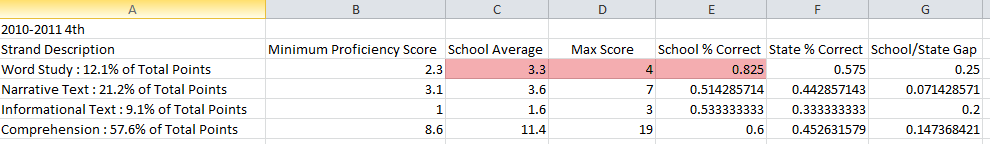 A B C D E F G
2010-2011 4th
Strand Description Minimum Proficiency Score School Average Max Score School % Correct State % Correct School/State Gap
Word Study : 12.1% of Total Points 2.3 3.3 4 0.825 0.575 0.25
Narrative Text : 21.2% of Total Points 3.1 3.6 7 0.514285714 0.442857143 0.071428571
Informational Text : 9.1% of Total Points 1 1.6 3 0.533333333 0.333333333 0.2
Comprehension : 57.6% of Total Points 8.6 11.4 19 0.6 0.452631579 0.147368421